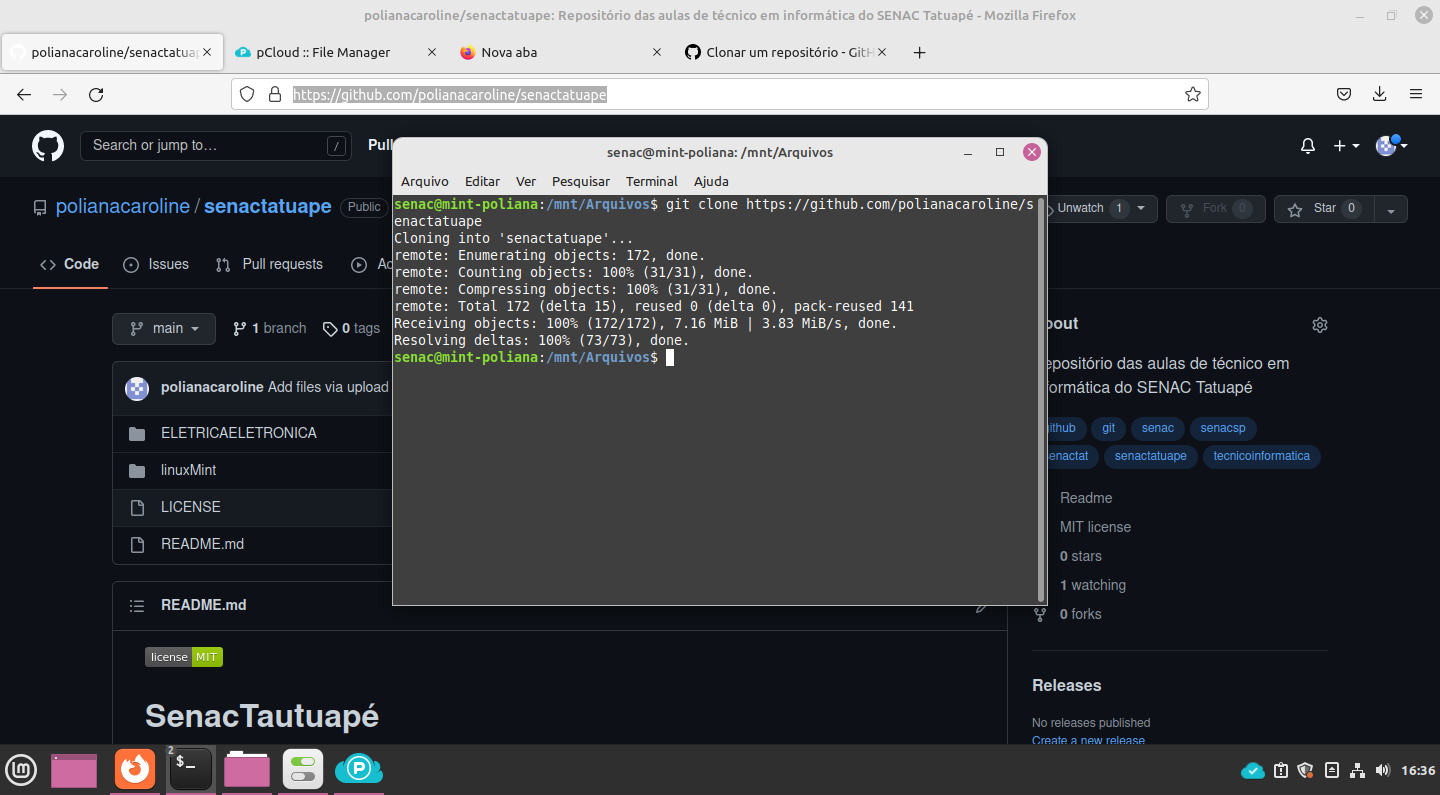 polianacaroline/senactatuape: Repositório das aulas de técnico em informática do SENAC Tatuapé - Mozilla Firefox
polianacaroline/senactatuap
pCloud :: File Manager
Nova aba
Clonar um repositório - GitH
https://github.com/polianacaroline/senactatuape
Search or jump to…
/
Pull
senac@mint-poliana: /mnt/Arquivos
Arquivo Editar Ver Pesquisar Terminal Ajuda
senac@mint-poliana:/mnt/Arquivos$ git clone https://github.com/polianacaroline/s
enactatuape
Cloning into 'senactatuape'...
remote: Enumerating objects: 172, done.
remote: Counting objects: 100% (31/31), done.
remote: Compressing objects: 100% (31/31), done.
remote: Total 172 (delta 15), reused 0 (delta 0), pack-reused 141
Receiving objects: 100% (172/172), 7.16 MiB | 3.83 MiB/s, done.
Resolving deltas: 100% (73/73), done.
senac@mint-poliana:/mnt/Arquivos$
polianacaroline / senactatuape Public
Unwatch 1
Fork 0
Star 0
Code Issues Pull requests Ac
main 1 branch 0 tags
polianacaroline Add files via upload
ELETRICAELETRONICA
linuxMint
LICENSE
README.md
README.md
license MIT
SenacTautuapé
bout
epositório das aulas de técnico em
formática do SENAC Tatuapé
ithub git senac senacsp
enactat senactatuape tecnicoinformatica
Readme
MIT license
0 stars
1 watching
0 forks
Releases
No releases published
Create a new release
2
$_
16:36